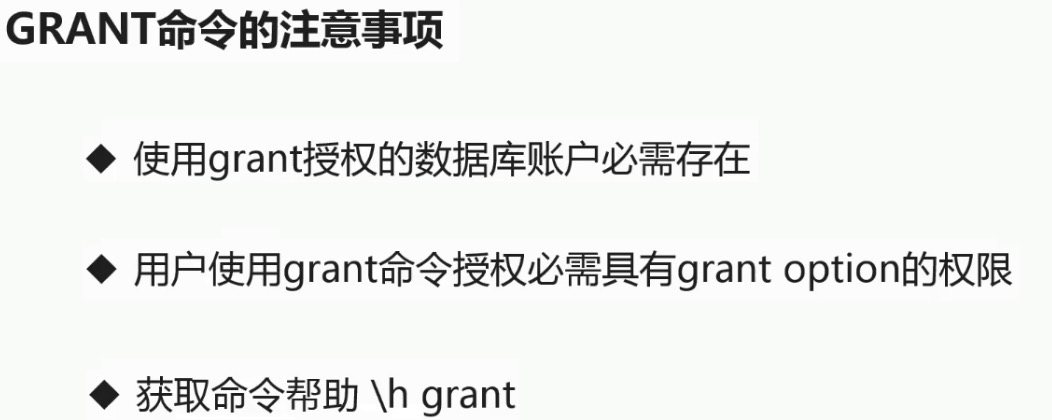 GRANT命令的注意事项
◆ 使用grant授权的数据库账户必需存在
◆ 用户使用grant命令授权必需具有grant option的权限
◆ 获取命令帮助 \h grant